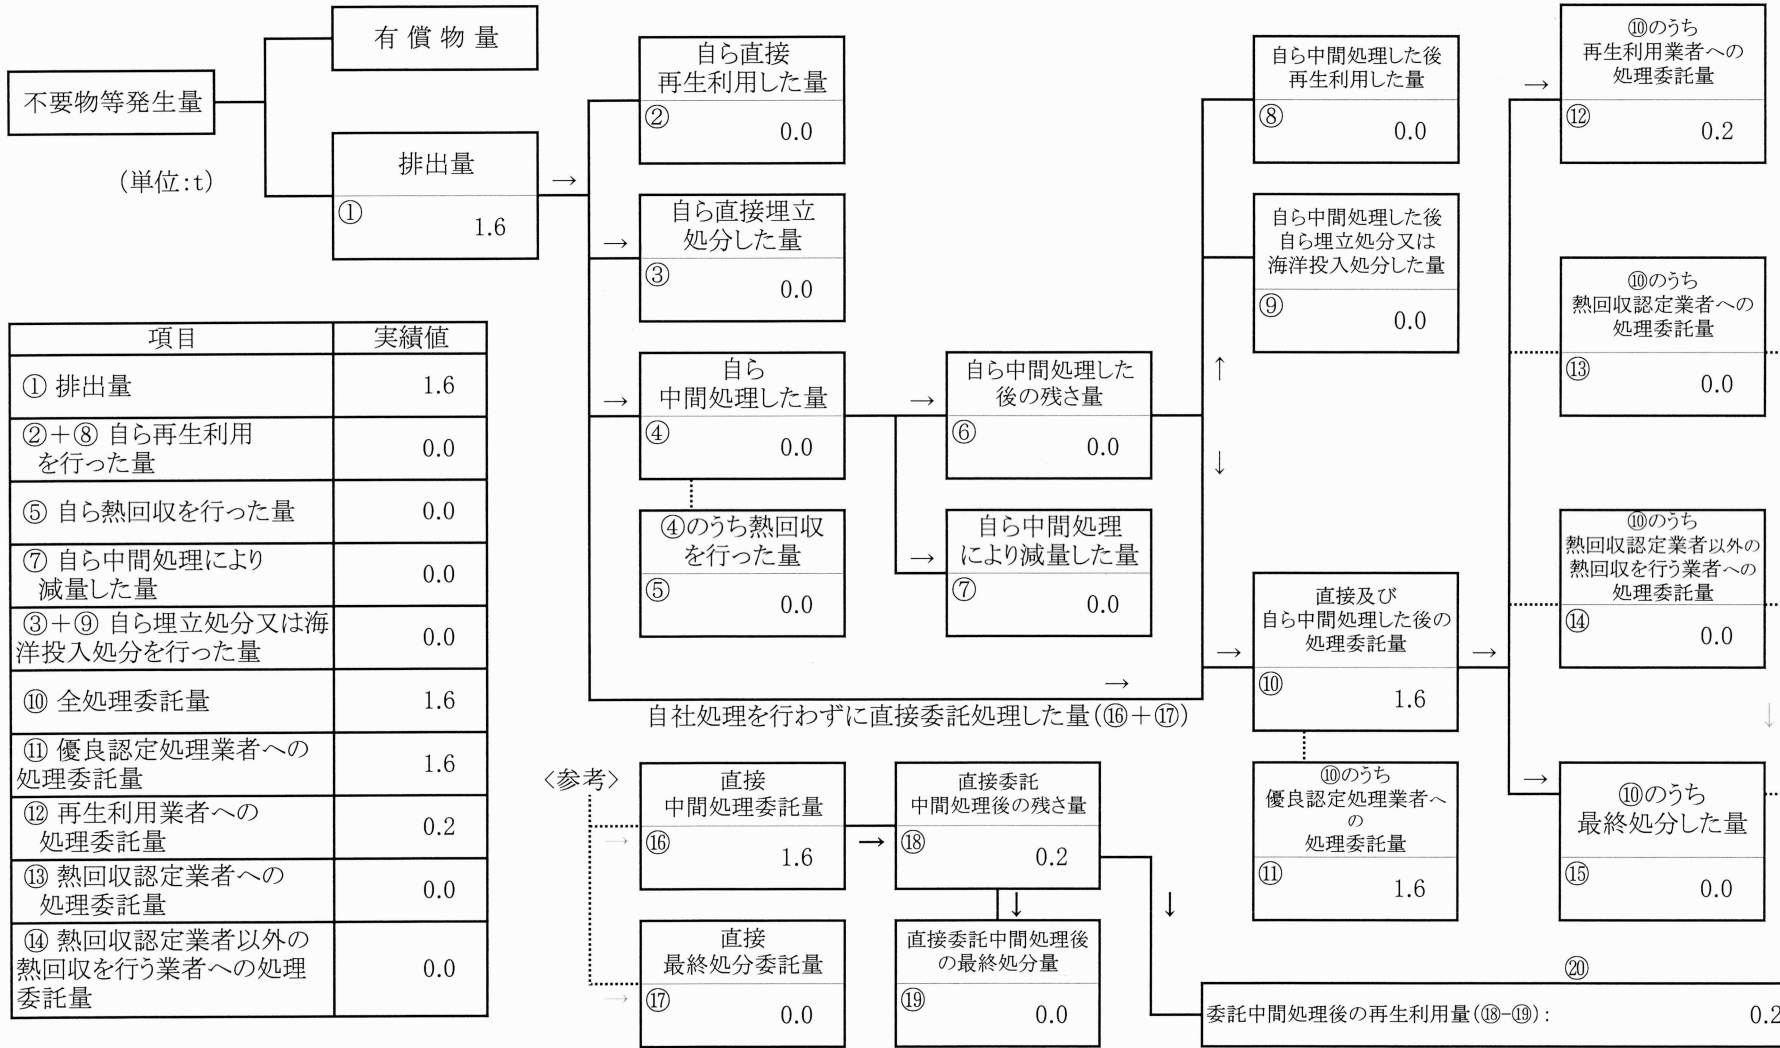 有償物量
不要物等発生量
(単位:t)
排出量
① 1.6
→
自ら直接
再生利用した量
② 0.0
→
自ら直接埋立
処分した量
③ 0.0
→
自ら
中間処理した量
④ 0.0
④のうち熱回収
を行った量
⑤ 0.0
→
自ら中間処理した
後の残さ量
⑥ 0.0
→
自ら中間処理
により減量した量
⑦ 0.0
↑
↓
自ら中間処理した後
再生利用した量
⑧ 0.0
自ら中間処理した後
自ら埋立処分又は
海洋投入処分した量
⑨ 0.0
→
自社処理を行わずに直接委託処理した量(⑯+⑰)
→
直接及び
自ら中間処理した後の
処理委託量
⑩ 1.6
⑩のうち
優良認定処理業者へ
の
処理委託量
⑪ 1.6
→
→
⑩のうち
再生利用業者への
処理委託量
⑫ 0.2
⑩のうち
熱回収認定業者への
処理委託量
⑬ 0.0
⑩のうち
熱回収認定業者以外の
熱回収を行う業者への
処理委託量
⑭ 0.0
↓
→
⑩のうち
最終処分した量
⑮ 0.0
項目 実績値
① 排出量 1.6
②+⑧ 自ら再生利用
を行った量 0.0
⑤ 自ら熱回収を行った量 0.0
⑦ 自ら中間処理により
減量した量 0.0
③+⑨ 自ら埋立処分又は海
洋投入処分を行った量 0.0
⑩ 全処理委託量 1.6
⑪ 優良認定処理業者への
処理委託量 1.6
⑫ 再生利用業者への
処理委託量 0.2
⑬ 熱回収認定業者への
処理委託量 0.0
⑭ 熱回収認定業者以外の
熱回収を行う業者への処理
委託量 0.0
〈参考〉
→
直接
中間処理委託量
⑯ 1.6
→
直接委託
中間処理後の残さ量
⑱ 0.2
↓
↓
→
直接
最終処分委託量
⑰ 0.0
直接委託中間処理後
の最終処分量
⑲ 0.0
⑳
委託中間処理後の再生利用量(⑱-⑲): 0.2